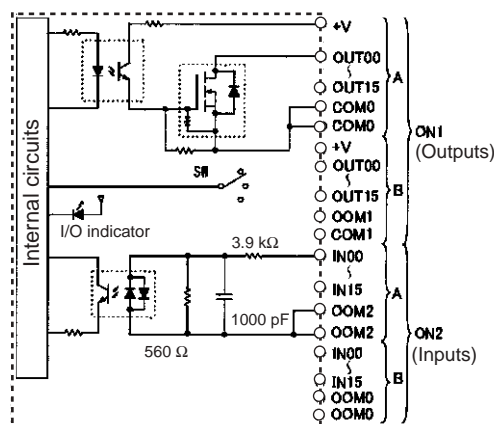 Internal circuits
+V
OUT00
OUT15
COM0
COM0
A
CN1
(Outputs)
+V
OUT00
OUT15
COM1
COM1
B
SW
I/O indicator
3.9 kΩ
1000 pF
560 Ω
IN00
IN15
COM2
COM2
A
CN2
(Inputs)
IN00
IN15
COM0
COM0
B